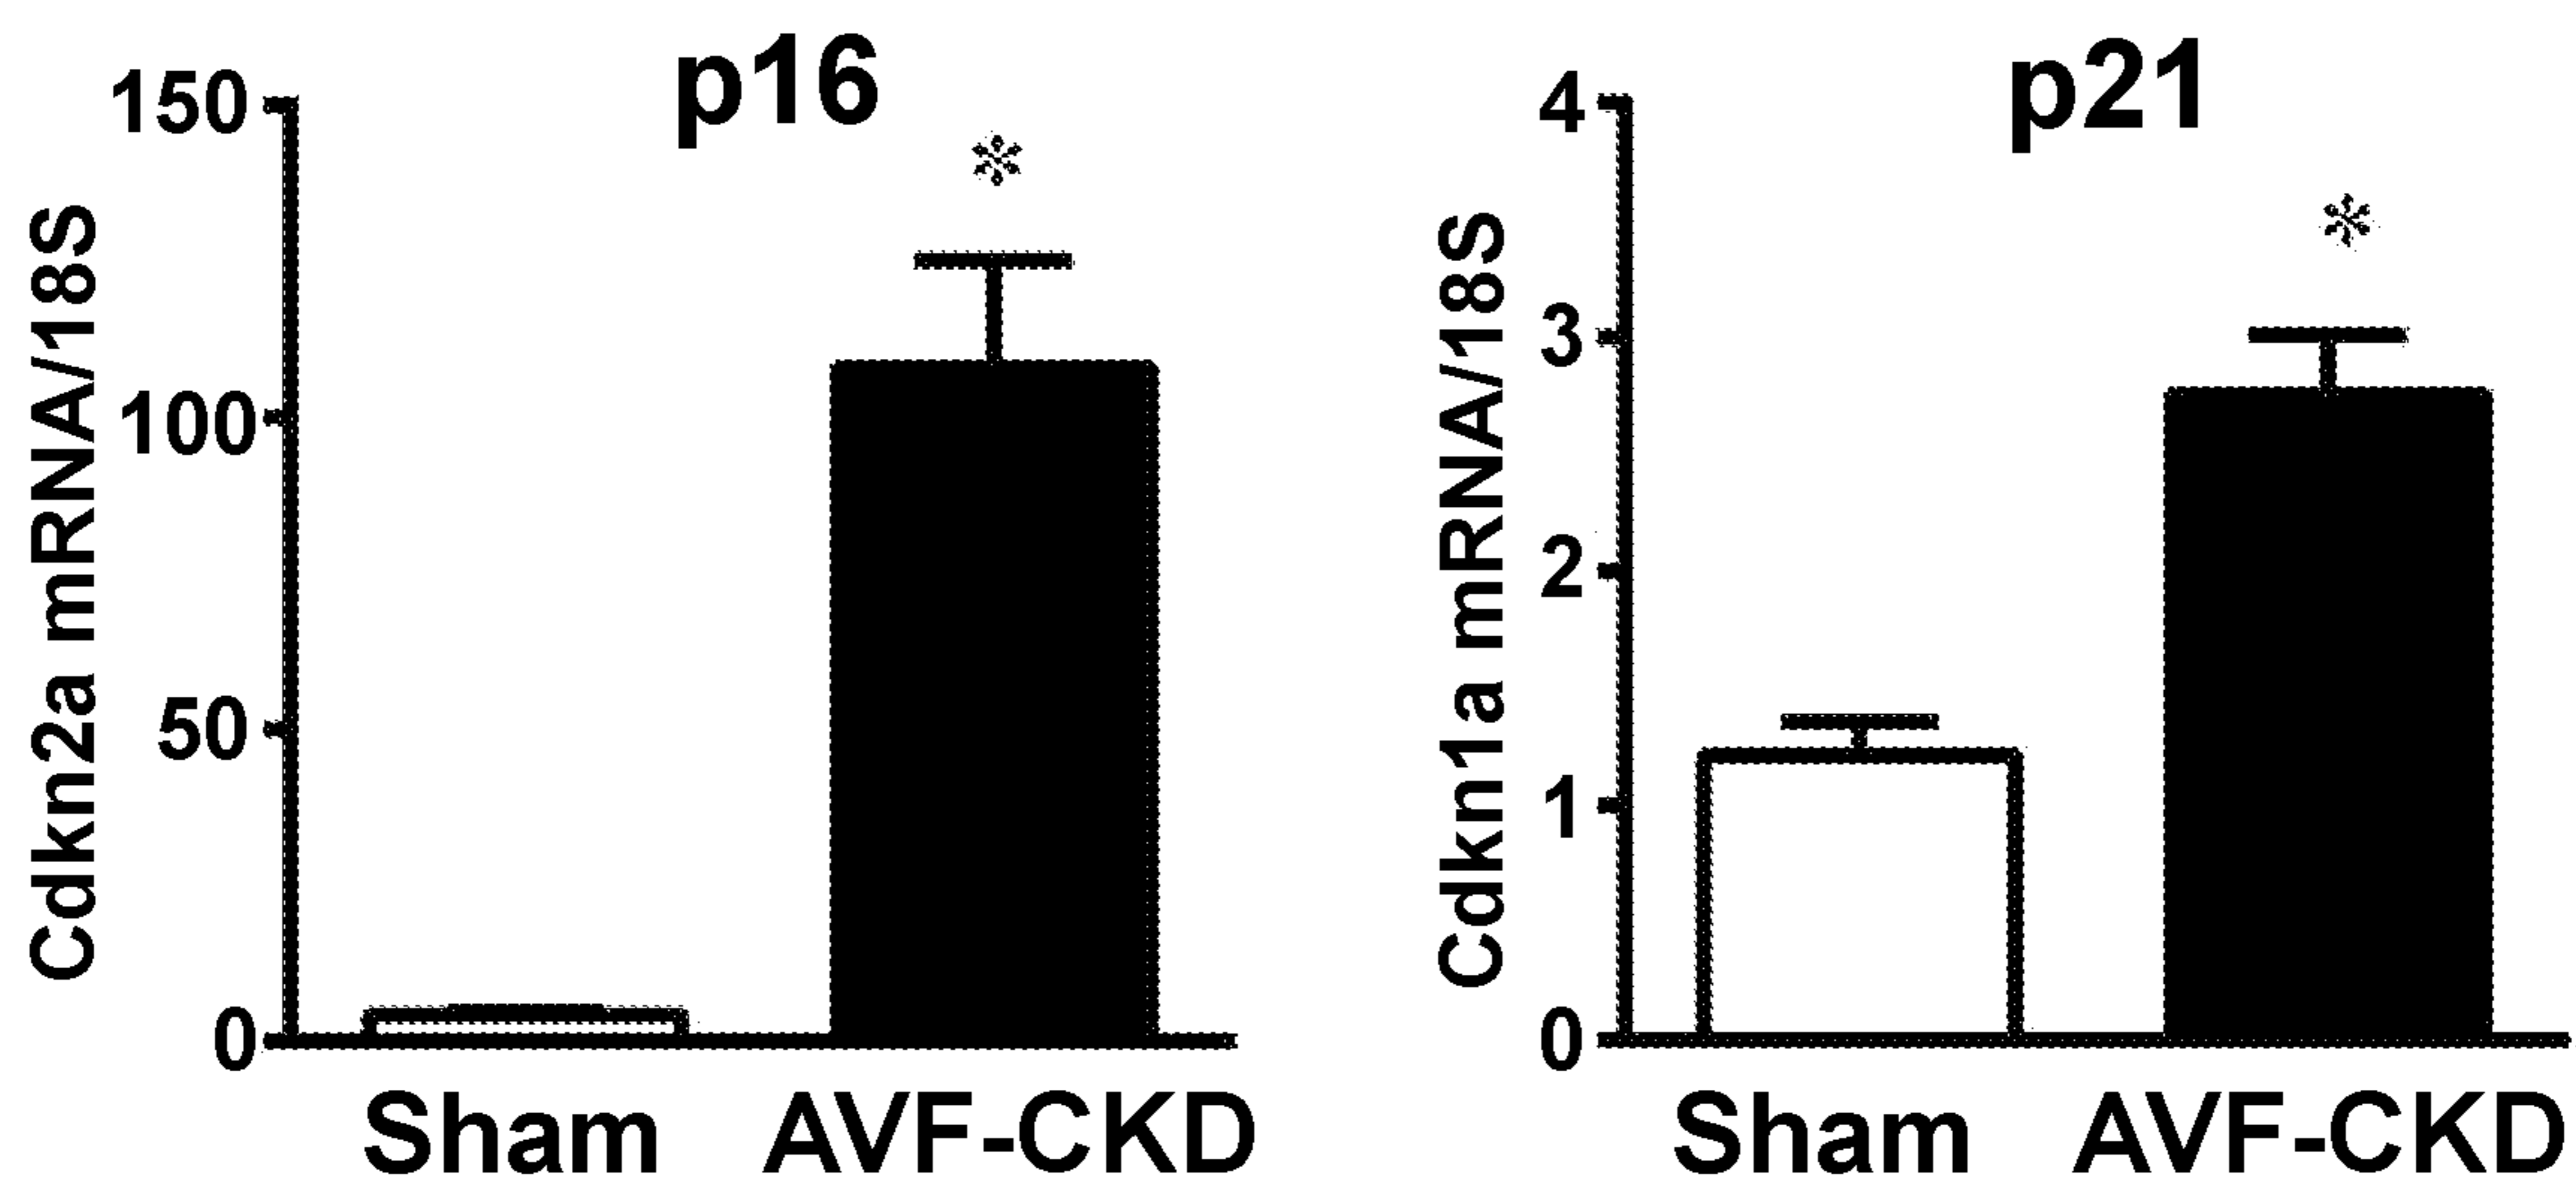 p16
Cdkn2a mRNA/18S
150
100
50
0
※
Sham AVF-CKD
p21
Cdkn1a mRNA/18S
4
3
2
1
0
※
Sham AVF-CKD